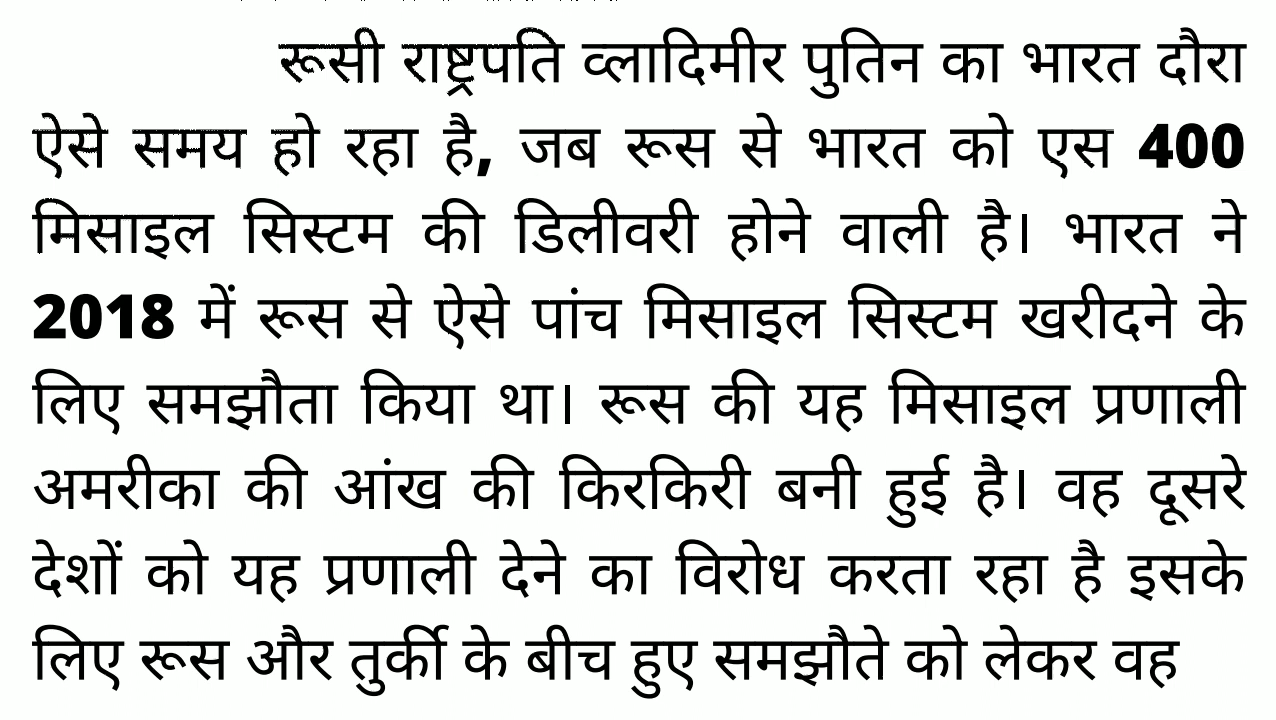 रूसी राष्ट्रपति व्लादिमीर पुतिन का भारत दौरा
ऐसे समय हो रहा है, जब रूस से भारत को एस 400
मिसाइल सिस्टम की डिलीवरी होने वाली है। भारत ने
2018 में रूस से ऐसे पांच मिसाइल सिस्टम खरीदने के
लिए समझौता किया था। रूस की यह मिसाइल प्रणाली
अमरीका की आंख की किरकिरी बनी हुई है। वह दूसरे
देशों को यह प्रणाली देने का विरोध करता रहा है इसके
लिए रूस और तुर्की के बीच हुए समझौते को लेकर वह